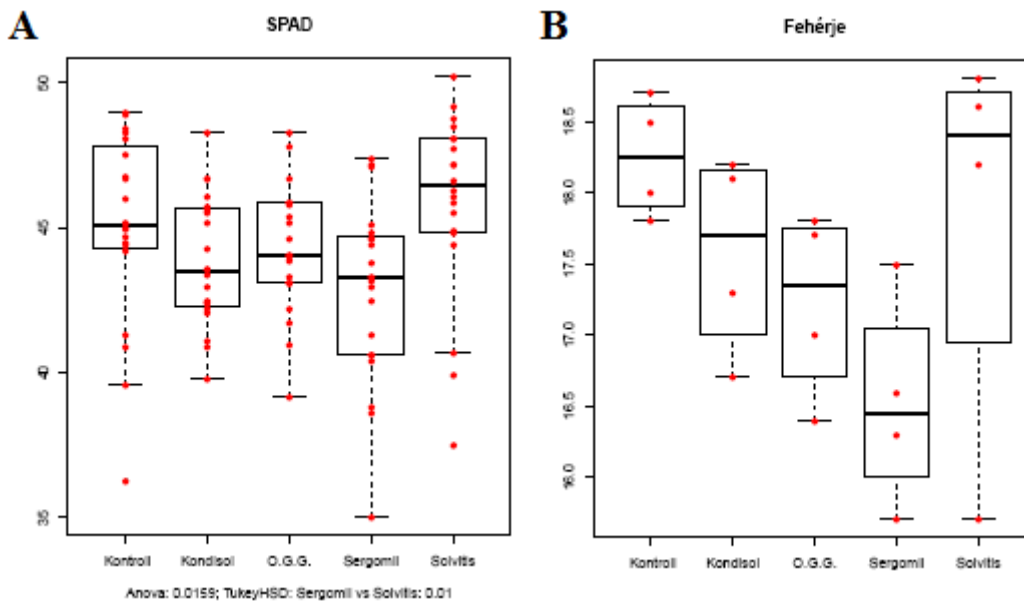 A
SPAD
50
45
40
35
Kontroll Kondisol O.G.G. Sergomil Solvitis
Anova: 0.0159; TukeyHSD: Sergomil vs Solvitis: 0.01
B
Fehérje
18.5
18.0
17.5
17.0
16.5
16.0
Kontroll Kondisol O.G.G. Sergomil Solvitis